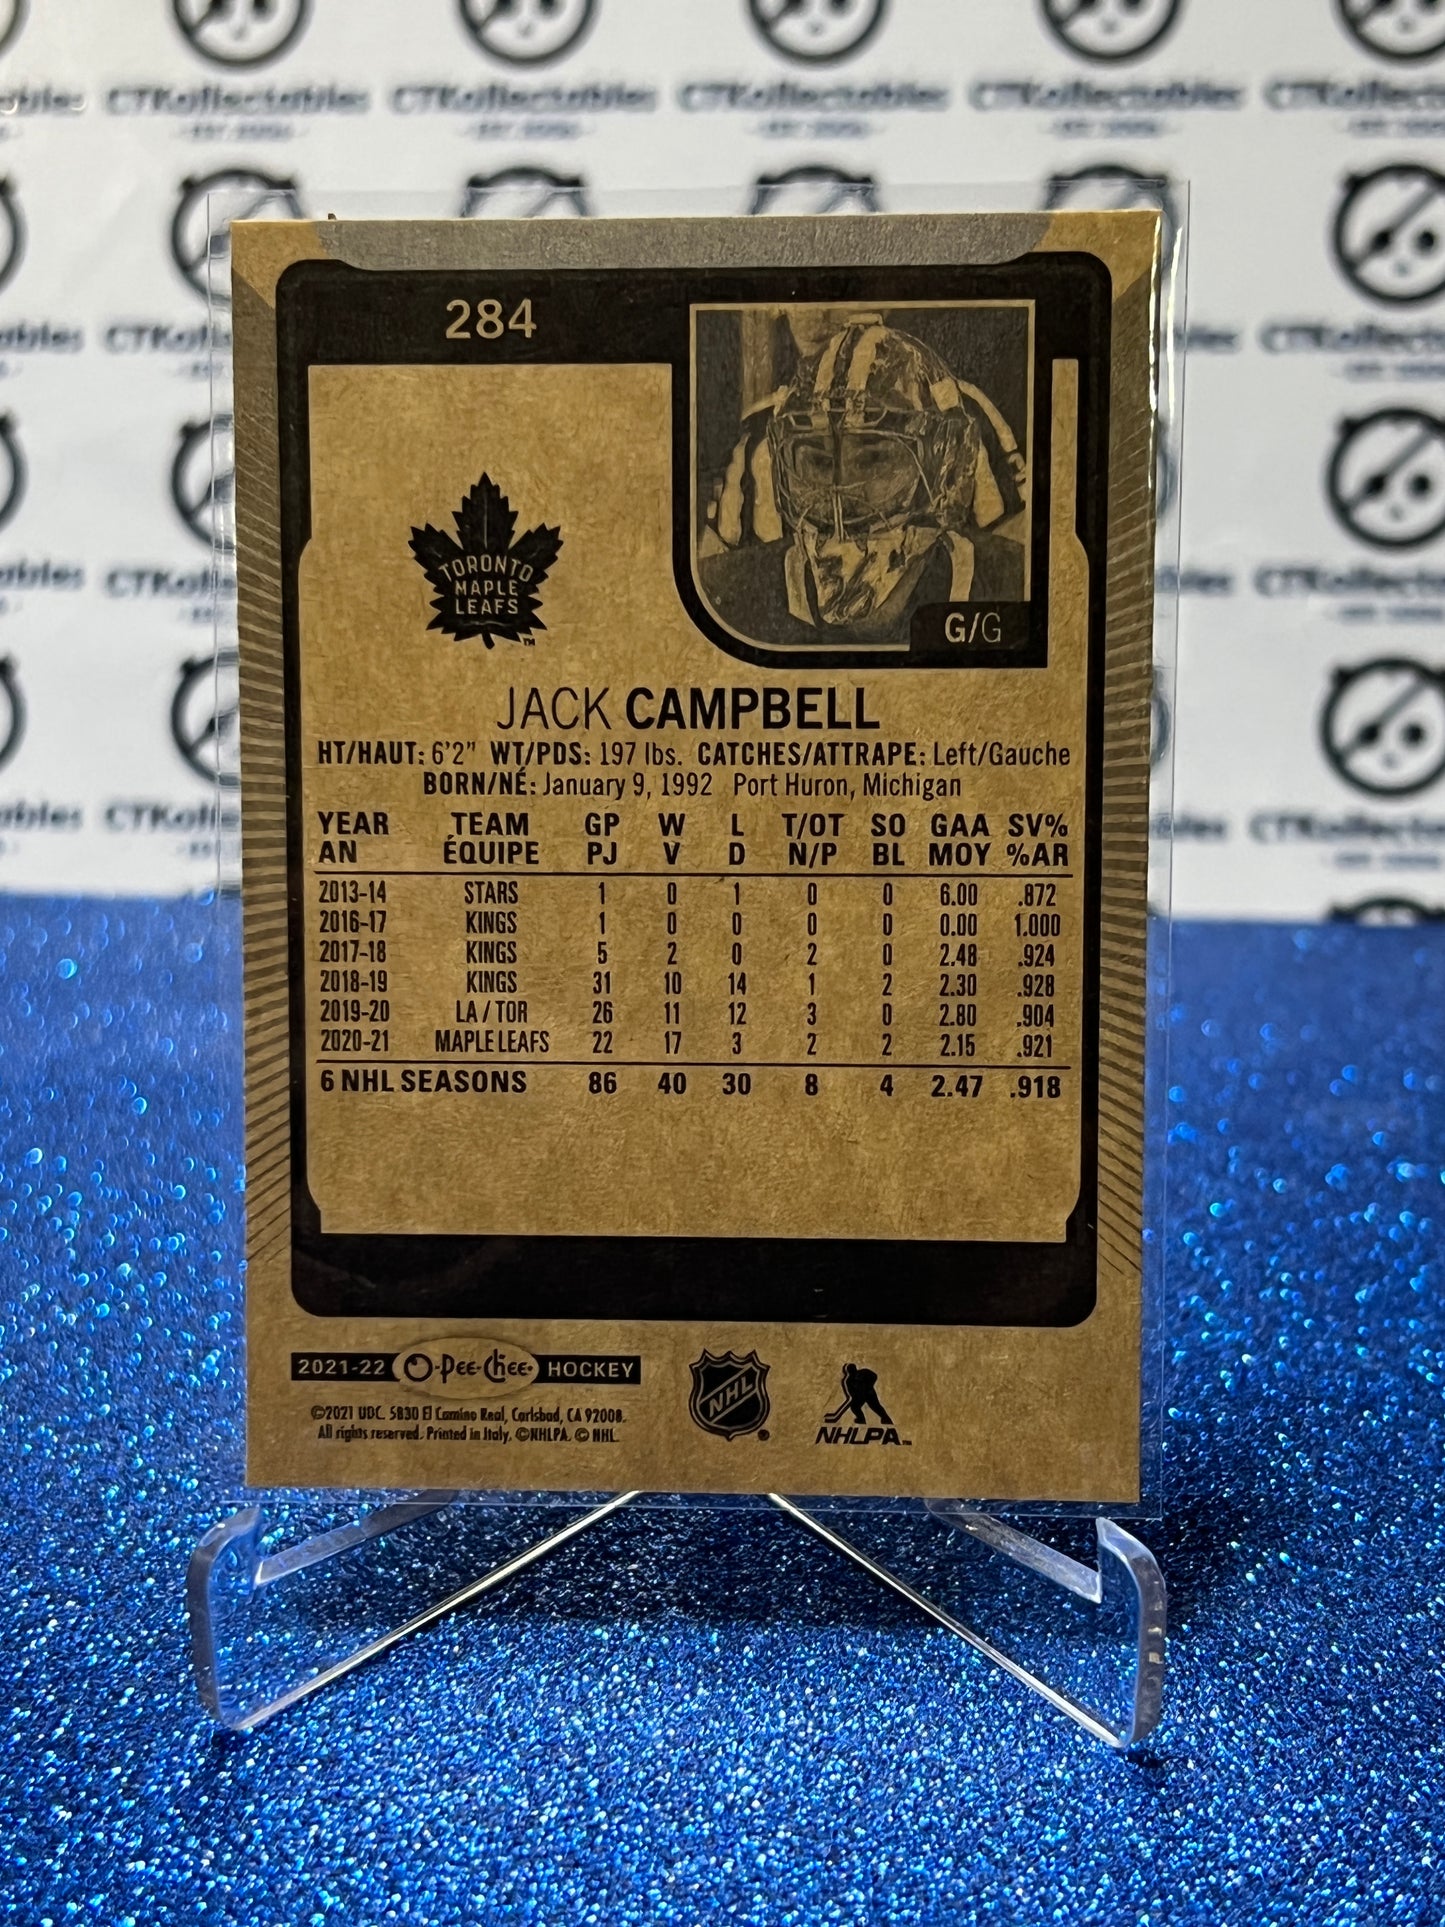 CTKollectables CTKollectables CTKollectables CTKollectables
284
TORONTO
MAPLE
LEAFS
TM
G/G
JACK CAMPBELL
HT/HAUT: 6'2" WT/PDS: 197 lbs. CATCHES/ATTRAPE: Left/Gauche
BORN/NÉ: January 9, 1992 Port Huron, Michigan
YEAR TEAM GP W L T/OT SO GAA SV%
AN ÉQUIPE PJ V D N/P BL MOY %AR
2013-14 STARS 1 0 1 0 0 6.00 .872
2016-17 KINGS 1 0 0 0 0 0.00 1.000
2017-18 KINGS 5 2 0 2 0 2.48 .924
2018-19 KINGS 31 10 14 1 2 2.30 .928
2019-20 LA / TOR 26 11 12 3 0 2.80 .904
2020-21 MAPLE LEAFS 22 17 3 2 2 2.15 .921
6 NHL SEASONS 86 40 30 8 4 2.47 .918
2021-22 O-Pee-Chee HOCKEY
©2021 UDC. 5830 El Camino Real, Carlsbad, CA 92008.
All rights reserved. Printed in Italy. ©NHLPA. © NHL.
NHL
®
NHLPA™